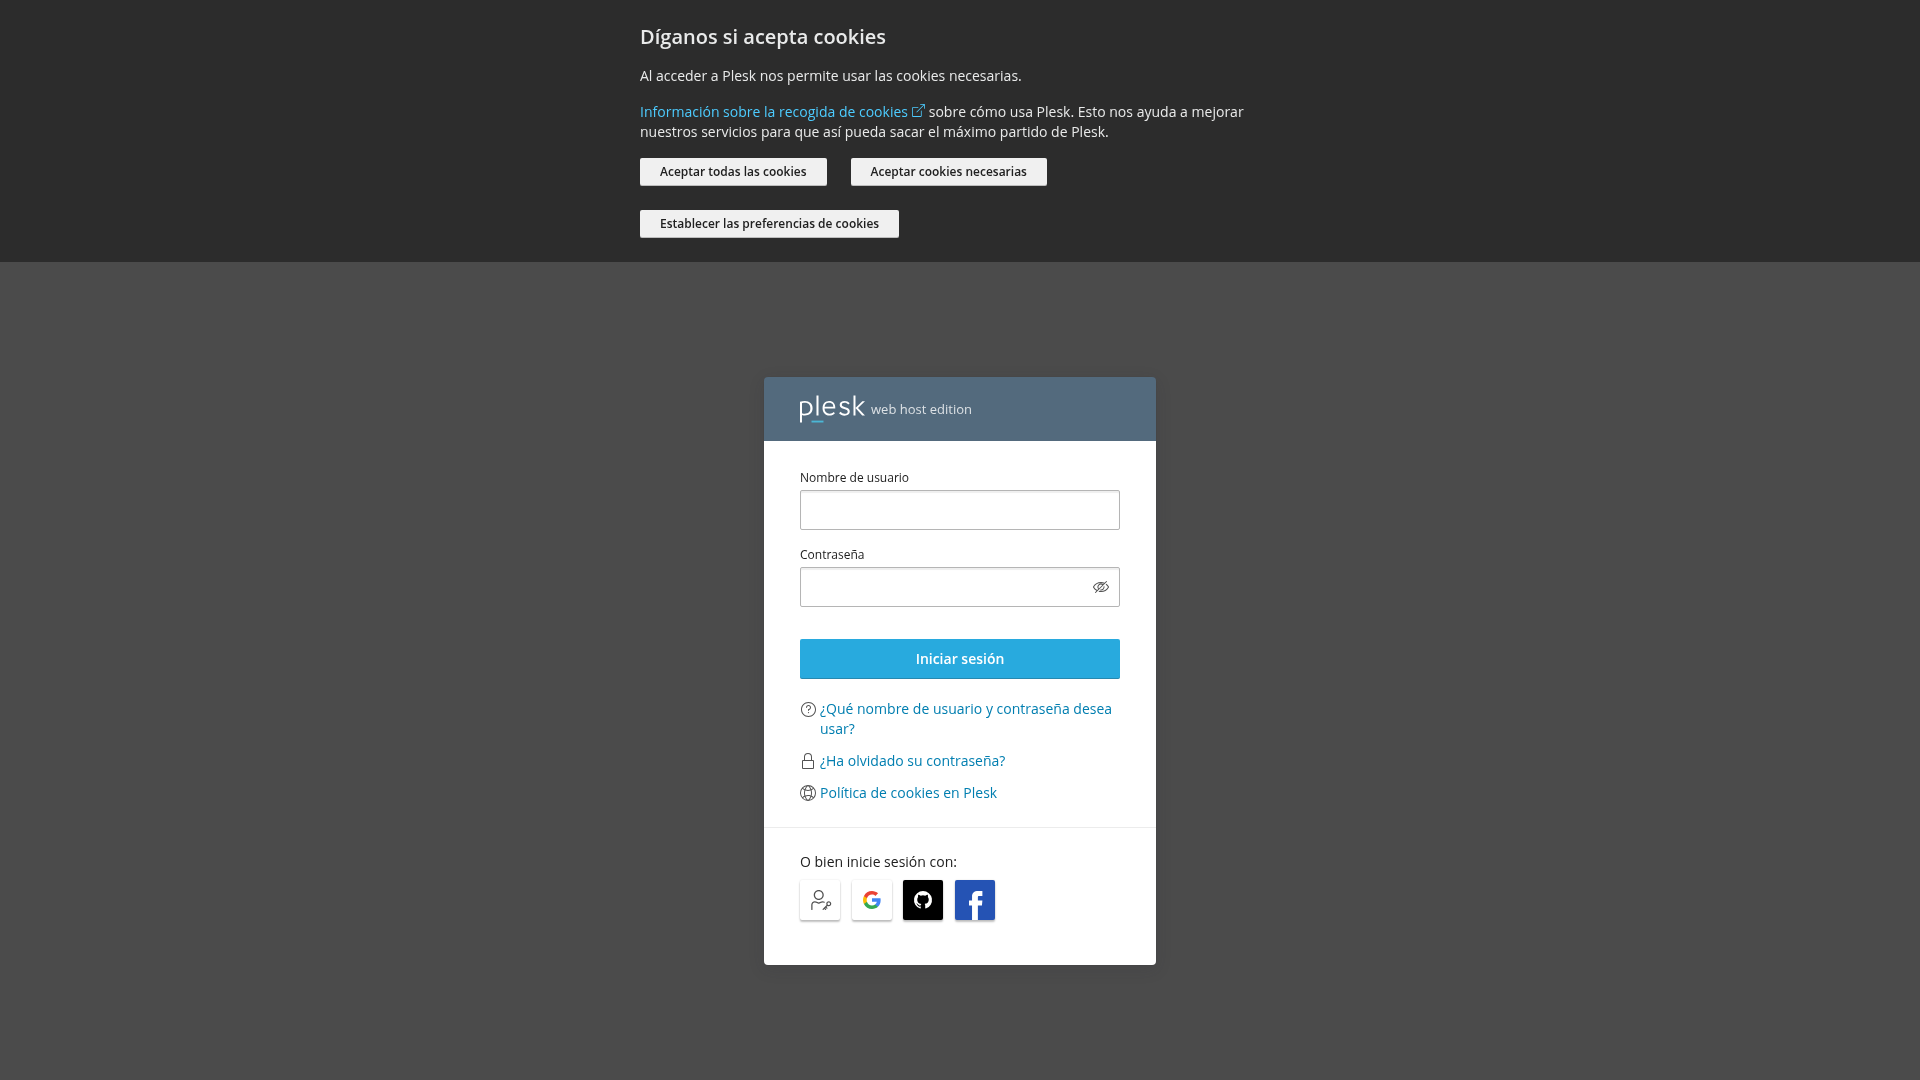 Díganos si acepta cookies
Al acceder a Plesk nos permite usar las cookies necesarias.
Información sobre la recogida de cookies sobre cómo usa Plesk. Esto nos ayuda a mejorar
nuestros servicios para que así pueda sacar el máximo partido de Plesk.
Aceptar todas las cookies
Aceptar cookies necesarias
Establecer las preferencias de cookies
plesk web host edition
Nombre de usuario
Contraseña
Iniciar sesión
¿Qué nombre de usuario y contraseña desea
usar?
¿Ha olvidado su contraseña?
Política de cookies en Plesk
O bien inicie sesión con: